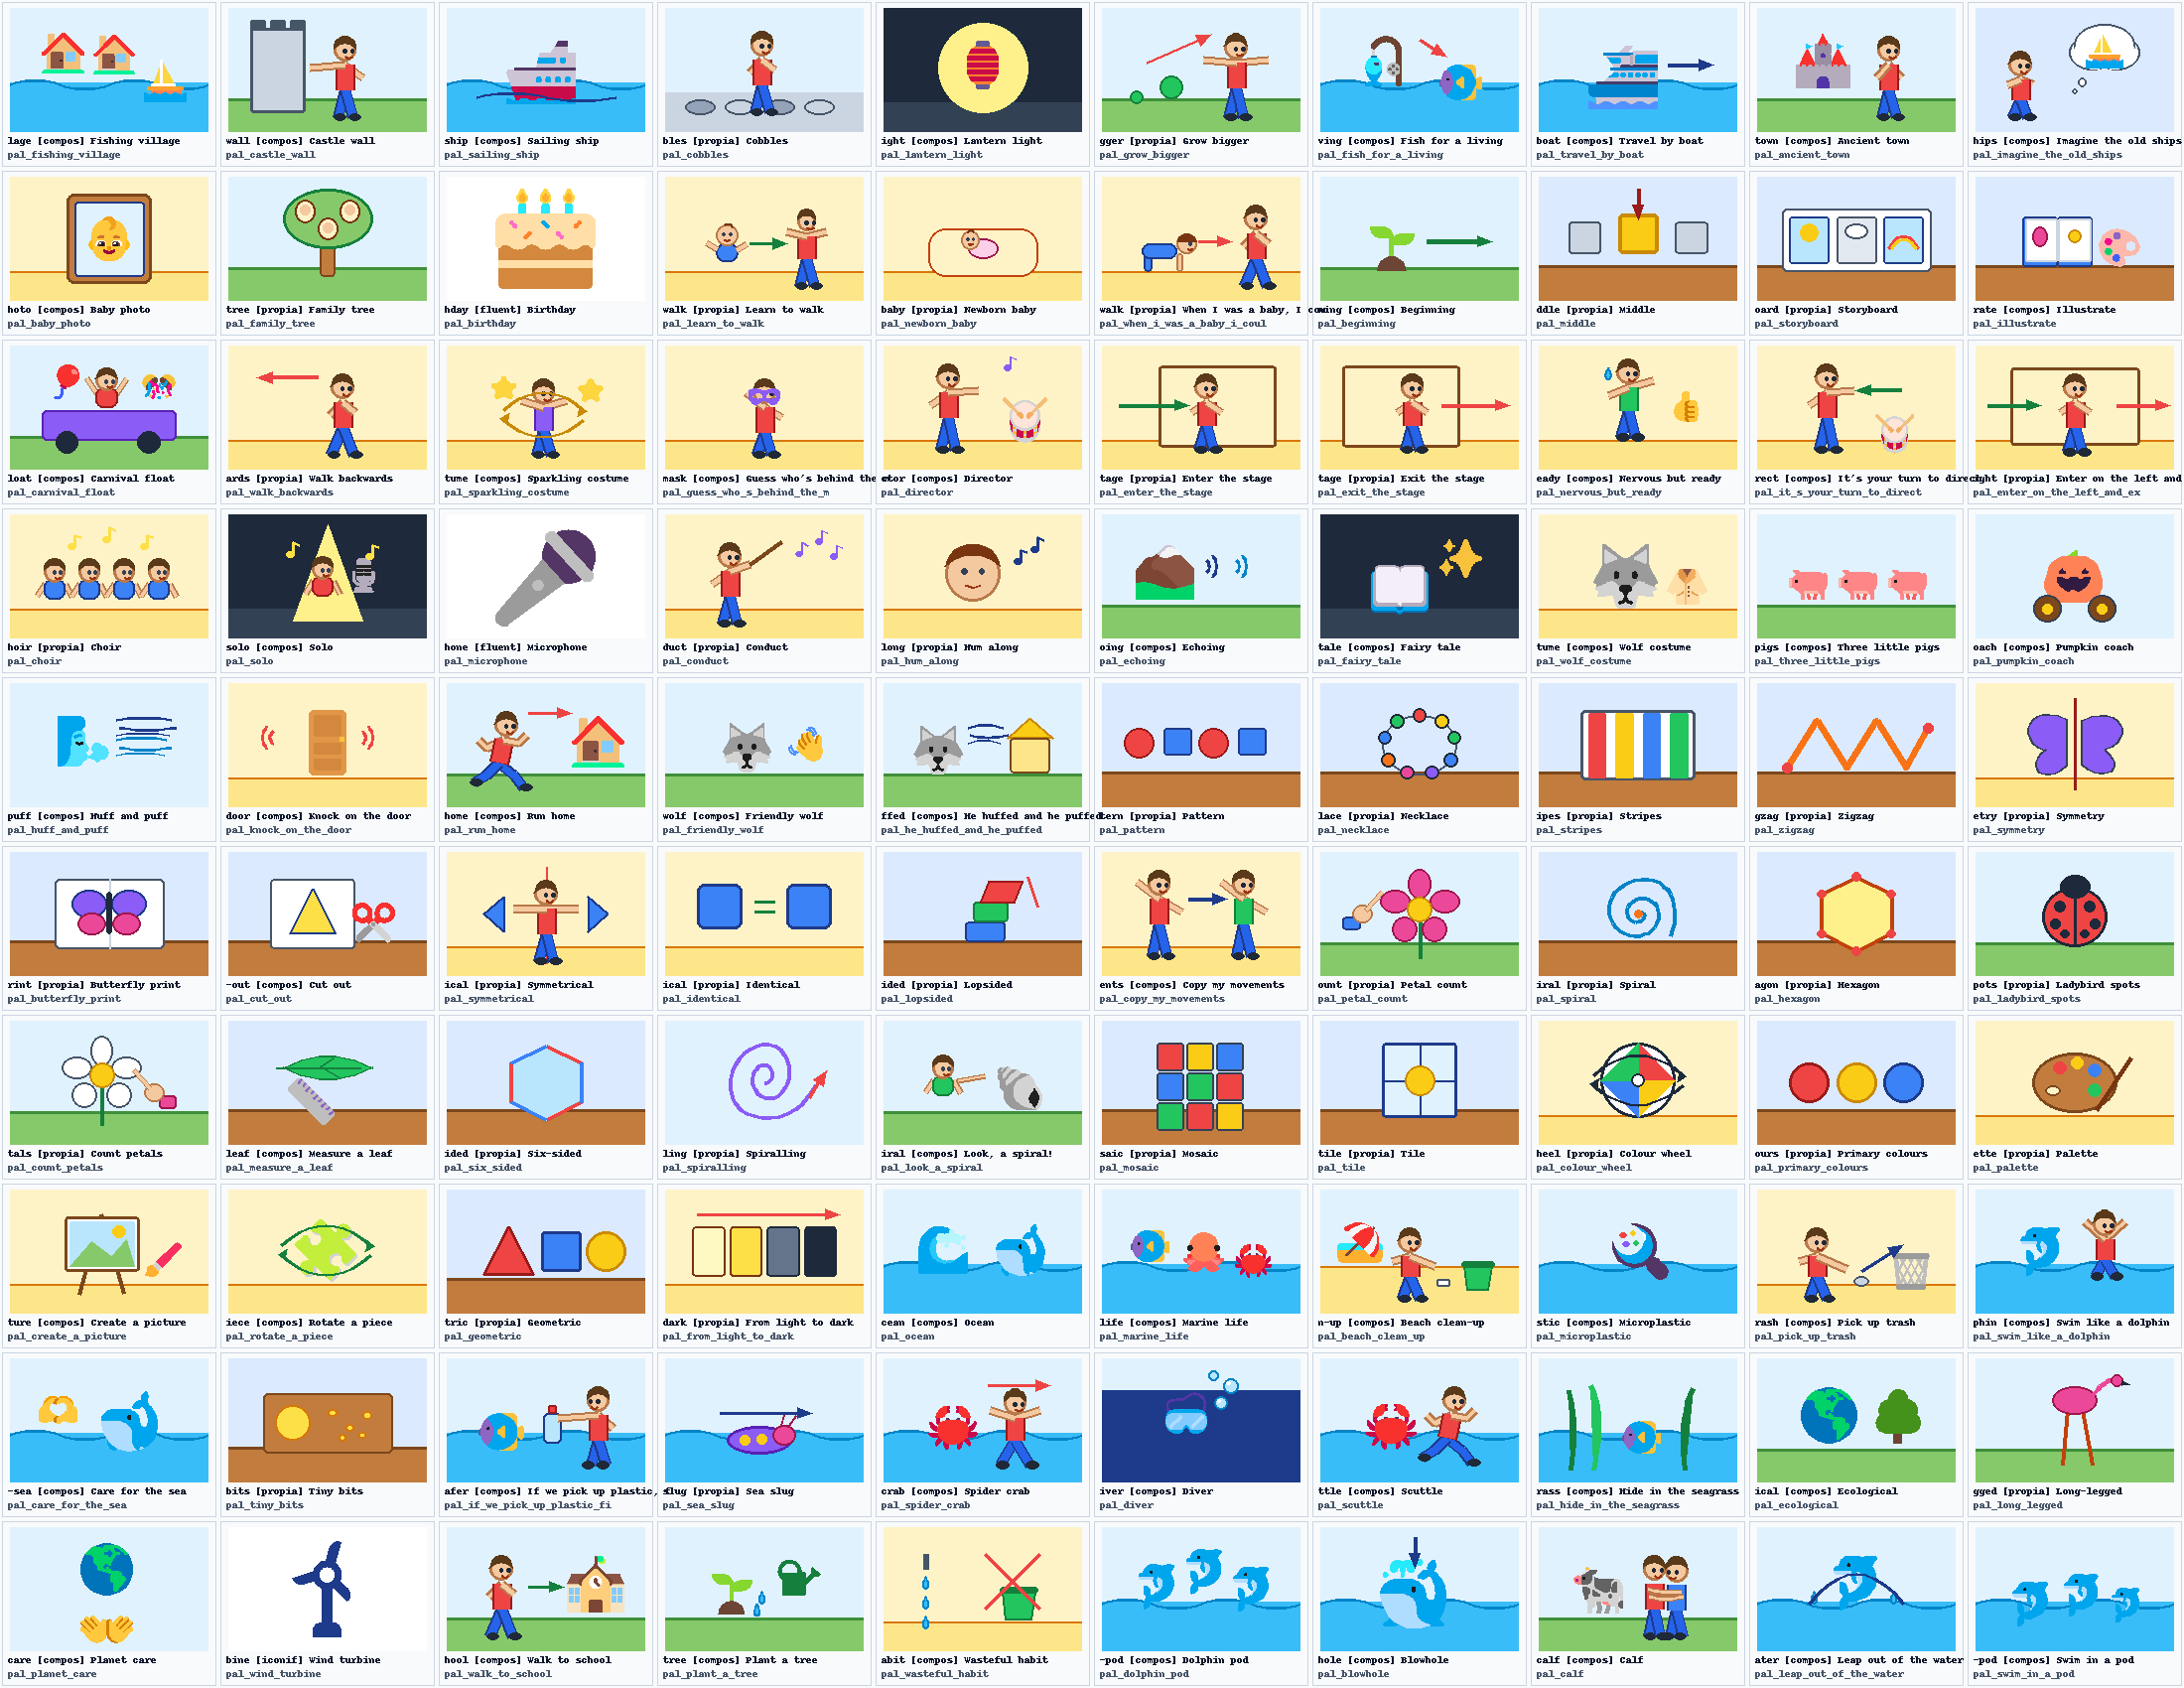 lage [compos] Fishing village
pal_fishing_village
wall [compos] Castle wall
pal_castle_wall
ship [compos] Sailing ship
pal_sailing_ship
bles [propia] Cobbles
pal_cobbles
ight [compos] Lantern light
pal_lantern_light
gger [compos] Grow bigger
pal_grow_bigger
ving [compos] Fish for a living
pal_fish_for_a_living
boat [compos] Travel by boat
pal_travel_by_boat
town [compos] Ancient town
pal_ancient_town
hips [compos] Imagine the old ships
pal_imagine_the_old_ships
hoto [compos] Baby photo
pal_baby_photo
tree [propia] Family tree
pal_family_tree
hday [fluent] Birthday
pal_birthday
walk [compos] Learn to walk
pal_learn_to_walk
baby [propia] Newborn baby
pal_newborn_baby
walk [propia] When I was a baby, I cou
pal_when_i_was_a_baby_i_coul
ning [compos] Beginning
pal_beginning
ddle [propia] Middle
pal_middle
oard [propia] Storyboard
pal_storyboard
rate [compos] Illustrate
pal_illustrate
loat [compos] Carnival float
pal_carnival_float
ards [propia] Walk backwards
pal_walk_backwards
tume [compos] Sparkling costume
pal_sparkling_costume
mask [compos] Guess who's behind the
pal_guess_who_s_behind_the_m
ctor [compos] Director
pal_director
tage [propia] Enter the stage
pal_enter_the_stage
tage [propia] Exit the stage
pal_exit_the_stage
eady [compos] Nervous but ready
pal_nervous_but_ready
rect [compos] It's your turn to direct
pal_it_s_your_turn_to_direct
ight [propia] Enter on the left and
pal_enter_on_the_left_and_ex
hoir [propia] Choir
pal_choir
solo [compos] Solo
pal_solo
hone [fluent] Microphone
pal_microphone
duct [propia] Conduct
pal_conduct
long [propia] Hum along
pal_hum_along
oing [compos] Echoing
pal_echoing
tale [compos] Fairy tale
pal_fairy_tale
tume [compos] Wolf costume
pal_wolf_costume
pigs [compos] Three little pigs
pal_three_little_pigs
oach [compos] Pumpkin coach
pal_pumpkin_coach
puff [compos] Huff and puff
pal_huff_and_puff
door [compos] Knock on the door
pal_knock_on_the_door
home [compos] Run home
pal_run_home
wolf [compos] Friendly wolf
pal_friendly_wolf
ffed [compos] He huffed and he puffed
pal_he_huffed_and_he_puffed
tern [propia] Pattern
pal_pattern
lace [propia] Necklace
pal_necklace
ipes [propia] Stripes
pal_stripes
gzag [propia] Zigzag
pal_zigzag
etry [propia] Symmetry
pal_symmetry
rint [propia] Butterfly print
pal_butterfly_print
-out [compos] Cut out
pal_cut_out
ical [propia] Symmetrical
pal_symmetrical
ical [propia] Identical
pal_identical
ided [propia] Lopsided
pal_lopsided
ents [compos] Copy my movements
pal_copy_my_movements
ount [propia] Petal count
pal_petal_count
iral [propia] Spiral
pal_spiral
agon [propia] Hexagon
pal_hexagon
pots [propia] Ladybird spots
pal_ladybird_spots
tals [propia] Count petals
pal_count_petals
leaf [compos] Measure a leaf
pal_measure_a_leaf
ided [propia] Six-sided
pal_six_sided
ling [propia] Spiralling
pal_spiralling
iral [compos] Look, a spiral!
pal_look_a_spiral
saic [propia] Mosaic
pal_mosaic
tile [propia] Tile
pal_tile
heel [propia] Colour wheel
pal_colour_wheel
ours [propia] Primary colours
pal_primary_colours
ette [propia] Palette
pal_palette
ture [compos] Create a picture
pal_create_a_picture
iece [compos] Rotate a piece
pal_rotate_a_piece
tric [propia] Geometric
pal_geometric
dark [propia] From light to dark
pal_from_light_to_dark
cean [compos] Ocean
pal_ocean
life [compos] Marine life
pal_marine_life
n-up [compos] Beach clean-up
pal_beach_clean_up
stic [compos] Microplastic
pal_microplastic
rash [compos] Pick up trash
pal_pick_up_trash
phin [compos] Swim like a dolphin
pal_swim_like_a_dolphin
-sea [compos] Care for the sea
pal_care_for_the_sea
bits [propia] Tiny bits
pal_tiny_bits
afer [compos] If we pick up plastic,
pal_if_we_pick_up_plastic_fi
slug [propia] Sea slug
pal_sea_slug
crab [compos] Spider crab
pal_spider_crab
iver [compos] Diver
pal_diver
ttle [compos] Scuttle
pal_scuttle
rass [compos] Hide in the seagrass
pal_hide_in_the_seagrass
ical [compos] Ecological
pal_ecological
gged [propia] Long-legged
pal_long_legged
care [compos] Planet care
pal_planet_care
bine [iconif] Wind turbine
pal_wind_turbine
hool [compos] Walk to school
pal_walk_to_school
tree [compos] Plant a tree
pal_plant_a_tree
abit [compos] Wasteful habit
pal_wasteful_habit
-pod [compos] Dolphin pod
pal_dolphin_pod
hole [compos] Blowhole
pal_blowhole
calf [compos] Calf
pal_calf
ater [compos] Leap out of the water
pal_leap_out_of_the_water
-pod [compos] Swim in a pod
pal_swim_in_a_pod